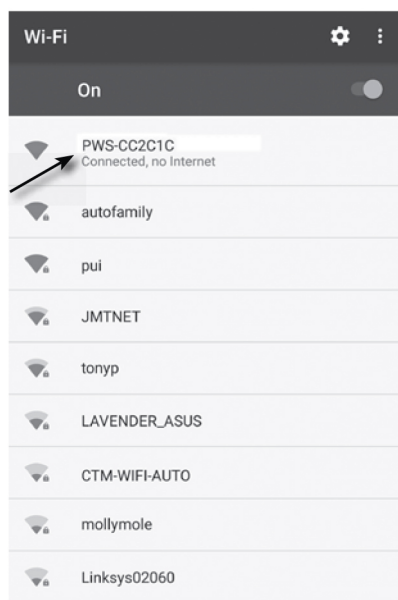 Wi-Fi
On
PWS-CC2C1C
Connected, no Internet
autofamily
pui
JMTNET
tonyp
LAVENDER_ASUS
CTM-WIFI-AUTO
mollymole
Linksys02060